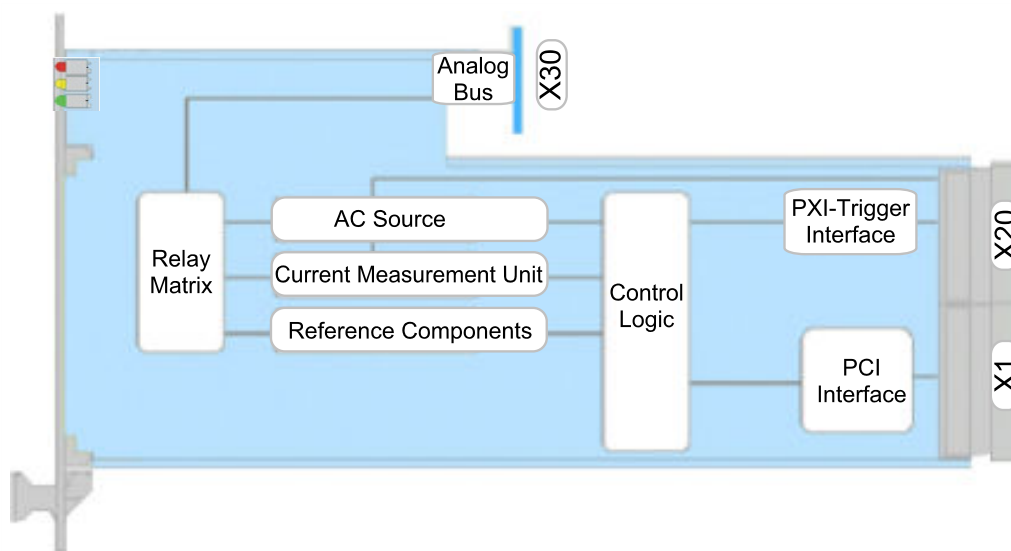 Analog
Bus
X30
Relay
Matrix
AC Source
Current Measurement Unit
Reference Components
Control
Logic
PXI-Trigger
Interface
PCI
Interface
X20
X1